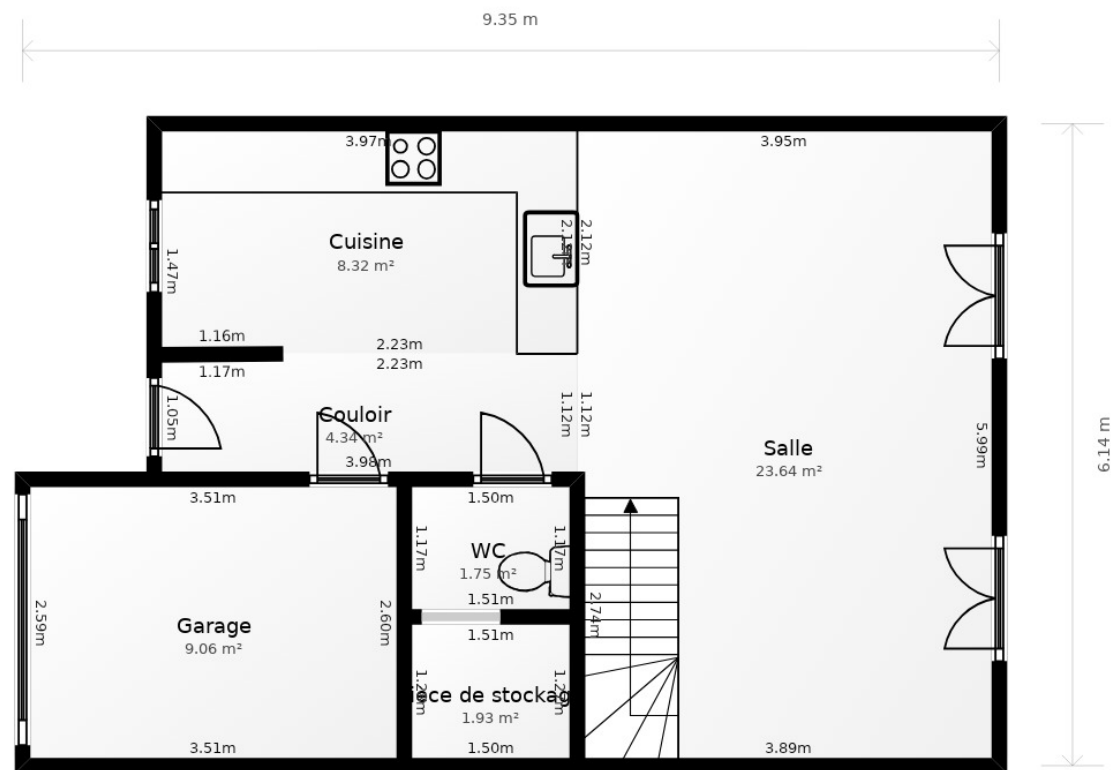 9.35 m
3.97m
3.95m
2.12m
Cuisine
8.32 m²
1.47m
1.16m
2.23m
2.23m
1.17m
1.05m
Couloir
4.34 m²
1.12m
1.12m
3.98m
Salle
23.64 m²
5.99m
6.14 m
3.51m
1.50m
1.17m
WC
1.75 m²
1.17m
1.51m
2.59m
Garage
9.06 m²
2.60m
1.51m
2.74m
de stockag
1.93 m²
3.51m
1.50m
3.89m